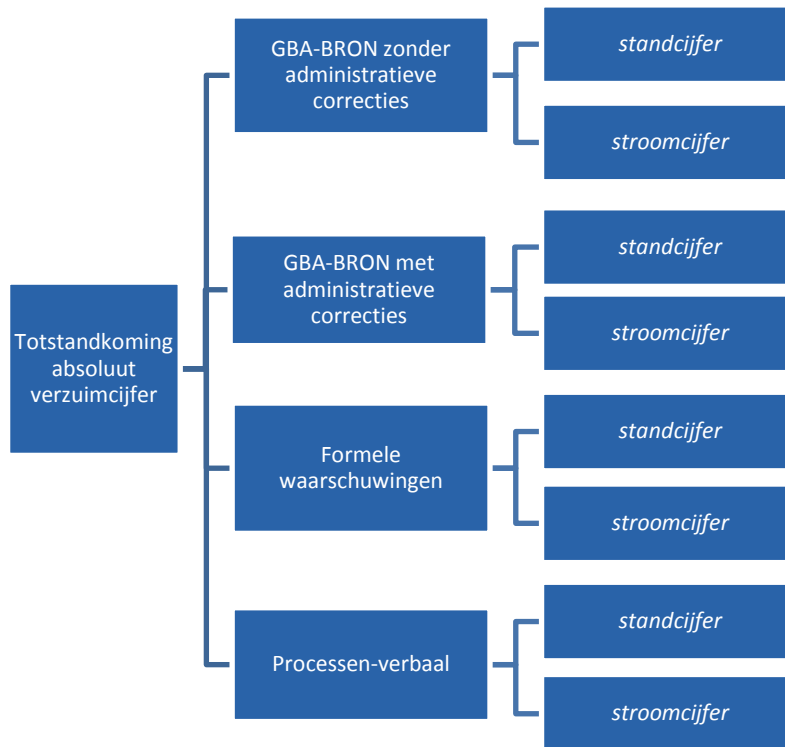 GBA-BRON zonder
administratieve
correcties
standcijfer
stroomcijfer
GBA-BRON met
administratieve
correcties
standcijfer
stroomcijfer
Totstandkoming
absoluut
verzuimcijfer
Formele
waarschuwingen
standcijfer
stroomcijfer
Processen-verbaal
standcijfer
stroomcijfer